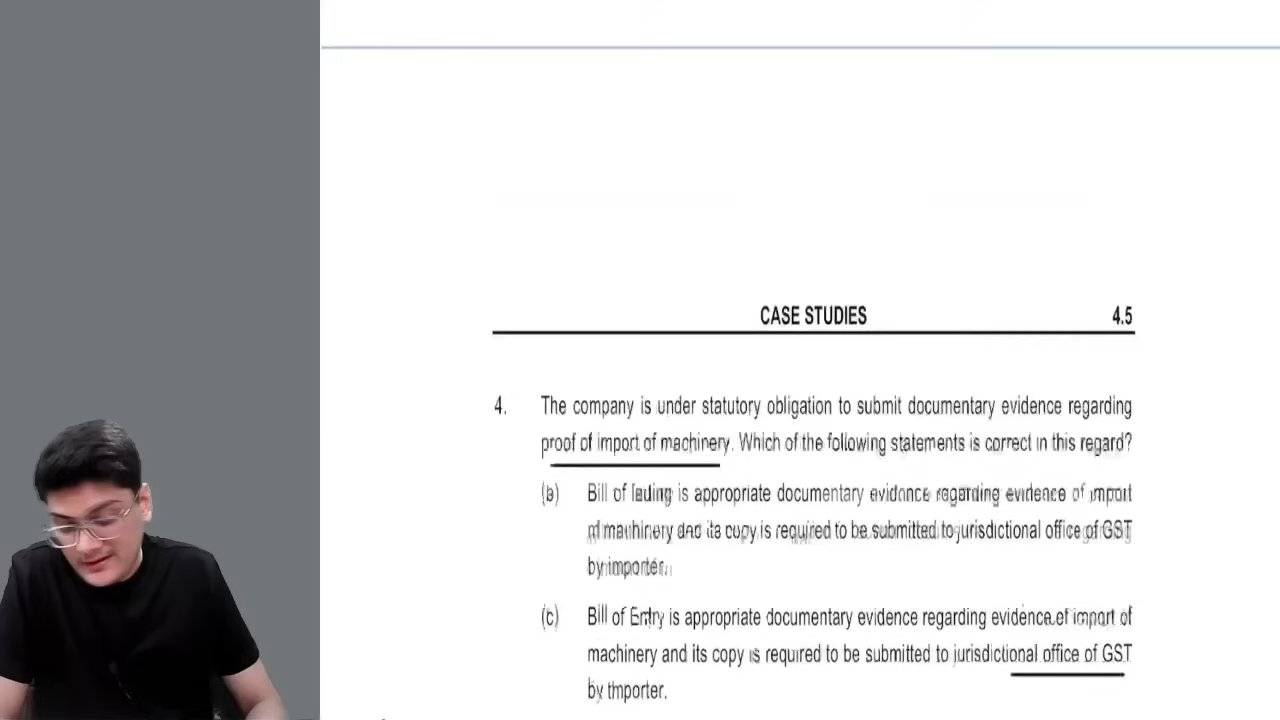 CASE STUDIES 4.5
4. The company is under statutory obligation to submit documentary evidence regarding
proof of import of machinery. Which of the following statements is correct in this regard?
(b) Bill of lading is appropriate documentary evidence regarding evidence of import
of machinery and its copy is required to be submitted to jurisdictional office of GST
by importer.
(c) Bill of Entry is appropriate documentary evidence regarding evidence of import of
machinery and its copy is required to be submitted to jurisdictional office of GST
by importer.